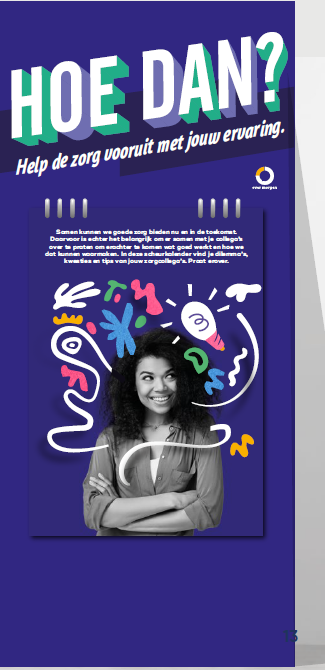 HOE DAN?
Help de zorg vooruit met jouw ervaring.
voor morgen
Samen kunnen we goede zorg bieden nu en in de toekomst.
Daarvoor is echter het belangrijk om er samen met je collega's
over te praten om erachter te komen wat goed werkt en hoe we
dat kunnen waarmaken. In deze scheurkalender vind je dilemma's,
kwesties en tips van jouw zorgcollega's. Praat erover.